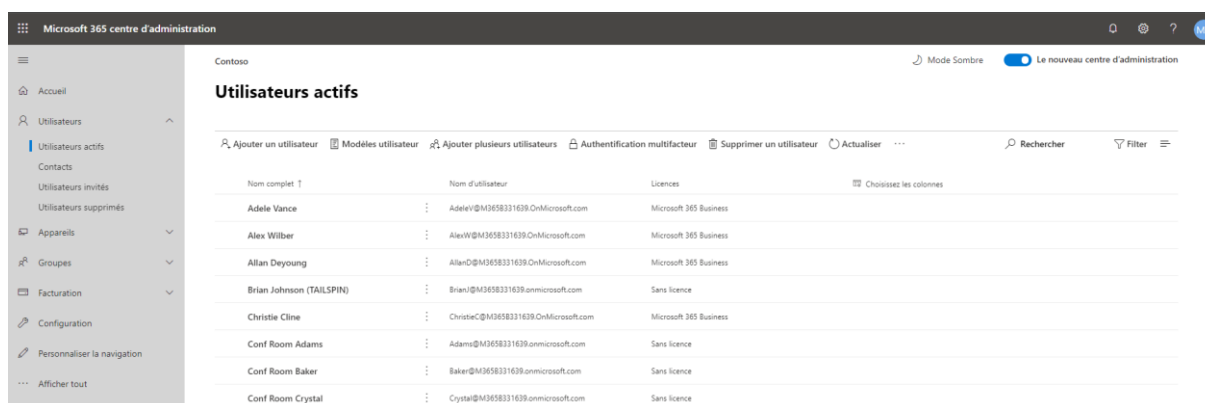 Microsoft 365 centre d'administration
?
M
Contoso
Mode Sombre
Le nouveau centre d'administration
Accueil
Utilisateurs
Utilisateurs actifs
Contacts
Utilisateurs invités
Utilisateurs supprimés
Appareils
Groupes
Facturation
Configuration
Personnaliser la navigation
Afficher tout
Utilisateurs actifs
Ajouter un utilisateur Modèles utilisateur Ajouter plusieurs utilisateurs Authentification multifacteur Supprimer un utilisateur Actualiser Rechercher Filter
Nom complet ↑ Nom d'utilisateur Licences Choisissez les colonnes
Adele Vance AdeleV@M365B331639.OnMicrosoft.com Microsoft 365 Business
Alex Wilber AlexW@M365B331639.OnMicrosoft.com Microsoft 365 Business
Allan Deyoung AllanD@M365B331639.OnMicrosoft.com Microsoft 365 Business
Brian Johnson (TAILSPIN) BrianJ@M365B331639.onmicrosoft.com Sans licence
Christie Cline ChristieC@M365B331639.OnMicrosoft.com Microsoft 365 Business
Conf Room Adams Adams@M365B331639.onmicrosoft.com Sans licence
Conf Room Baker Baker@M365B331639.onmicrosoft.com Sans licence
Conf Room Crystal Crystal@M365B331639.onmicrosoft.com Sans licence